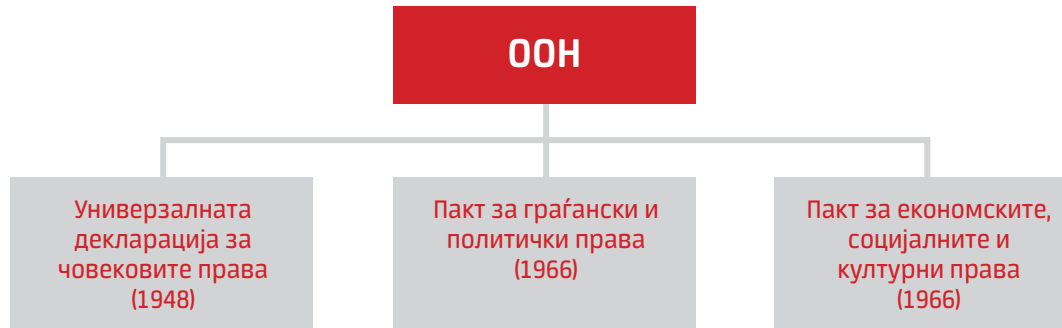 ООН
Универзалната
декларација за
човековите права
(1948)
Пакт за граѓански и
политички права
(1966)
Пакт за економските,
социјалните и
културни права
(1966)